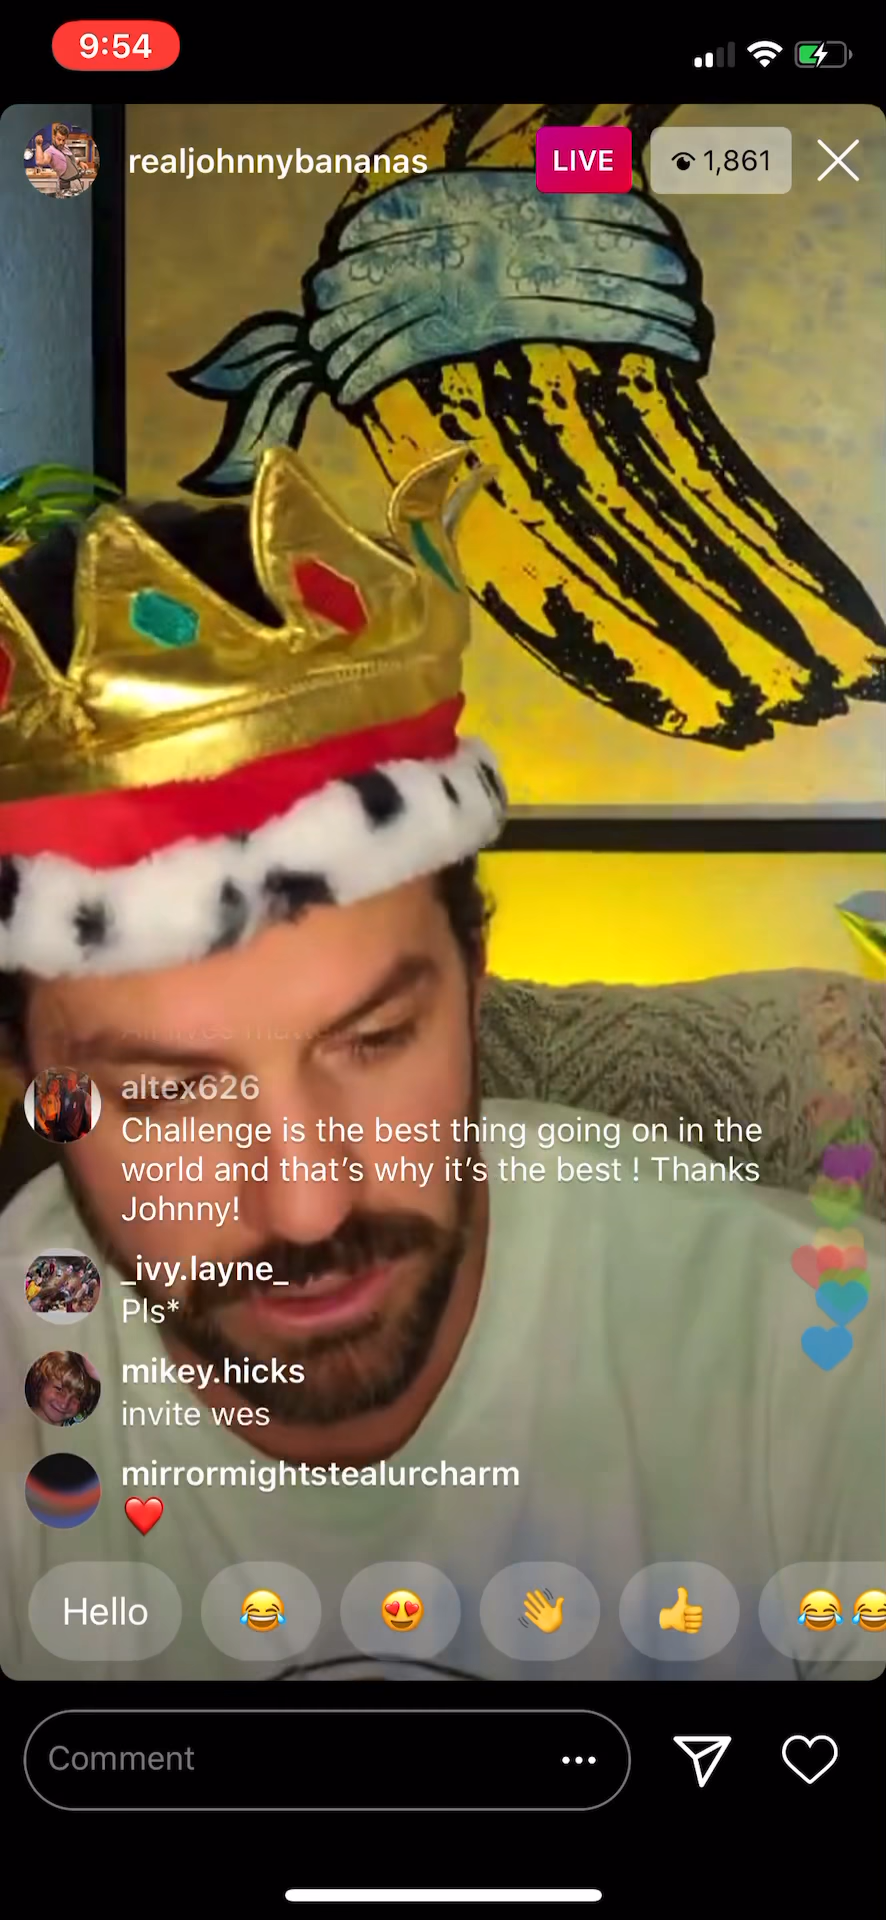 9:54
realjohnnybananas
LIVE
1,861
altex626
Challenge is the best thing going on in the
world and that's why it's the best ! Thanks
Johnny!
_ivy.layne_
Pls*
mikey.hicks
invite wes
mirrormightstealurcharm
❤️
Hello
😂
😍
👋
👍
😂😂
Comment